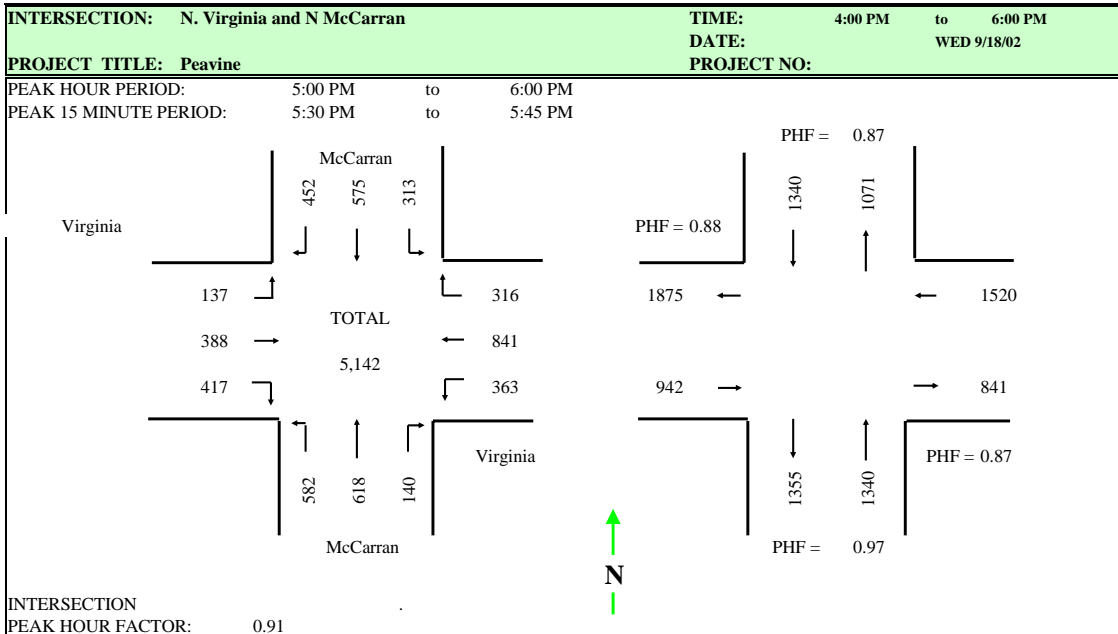 INTERSECTION: N. Virginia and N McCarran TIME: 4:00 PM to 6:00 PM
DATE: WED 9/18/02
PROJECT TITLE: Peavine PROJECT NO:
PEAK HOUR PERIOD: 5:00 PM to 6:00 PM
PEAK 15 MINUTE PERIOD: 5:30 PM to 5:45 PM
PHF = 0.87
McCarran
452 575 313 1340 1071
Virginia PHF = 0.88
137 316 1875 1520
TOTAL
388 841
5,142
417 363 942 841
Virginia PHF = 0.87
582 618 140 1355 1340
McCarran PHF = 0.97
N
INTERSECTION .
PEAK HOUR FACTOR: 0.91